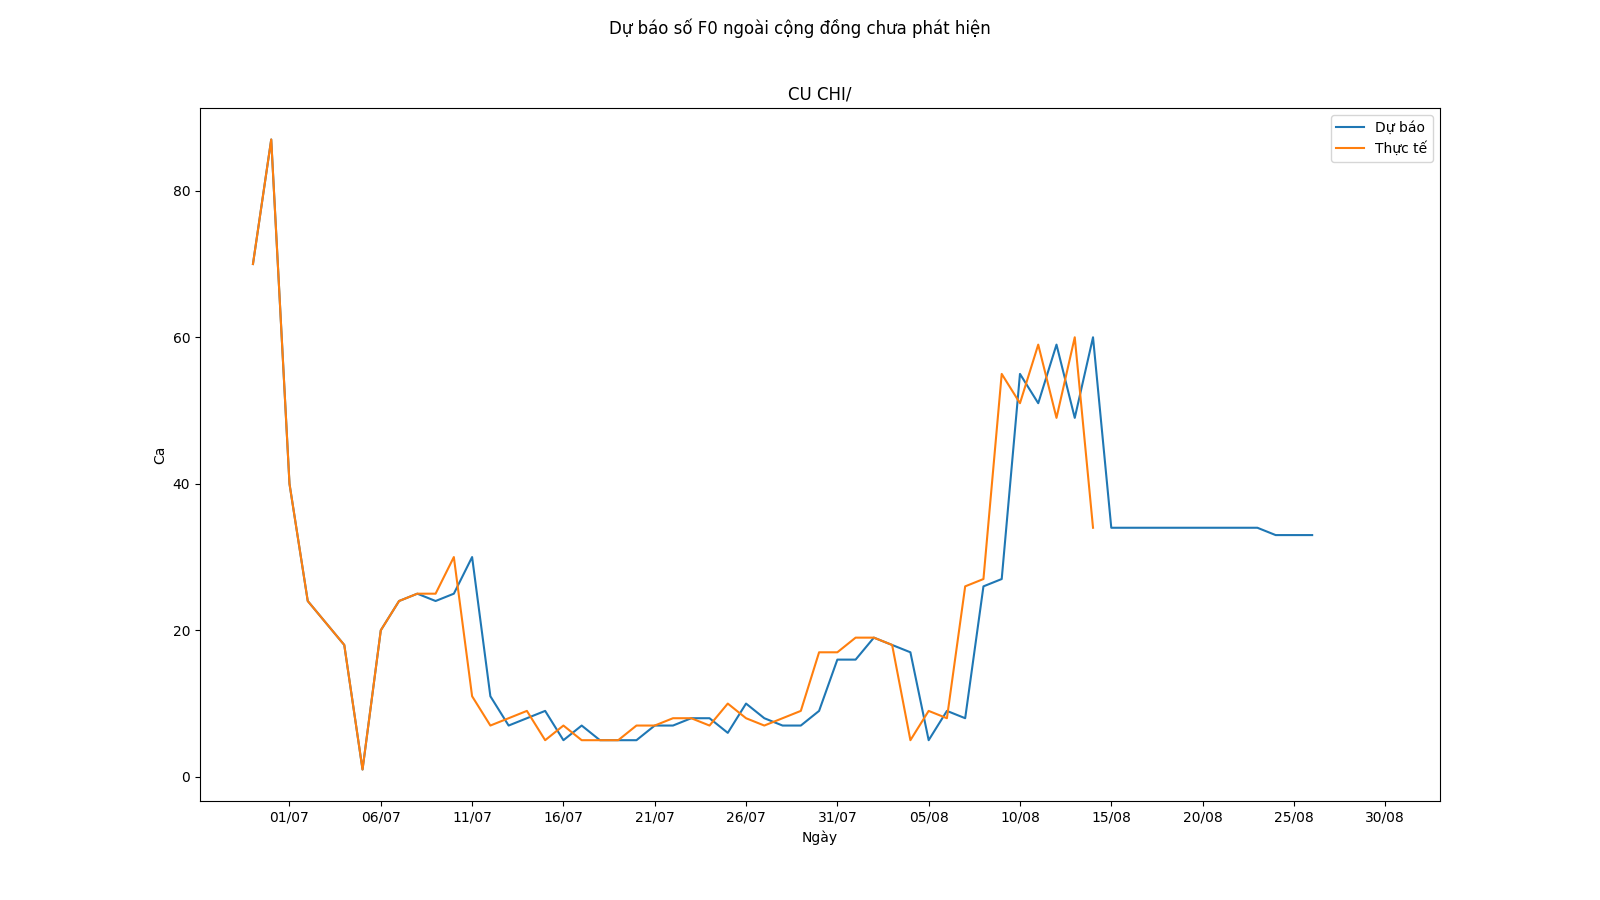 Dự báo số F0 ngoài cộng đồng chưa phát hiện
CU CHI/
Dự báo
Thực tế
80
60
40
20
0
Ca
01/07 06/07 11/07 16/07 21/07 26/07 31/07 05/08 10/08 15/08 20/08 25/08 30/08
Ngày